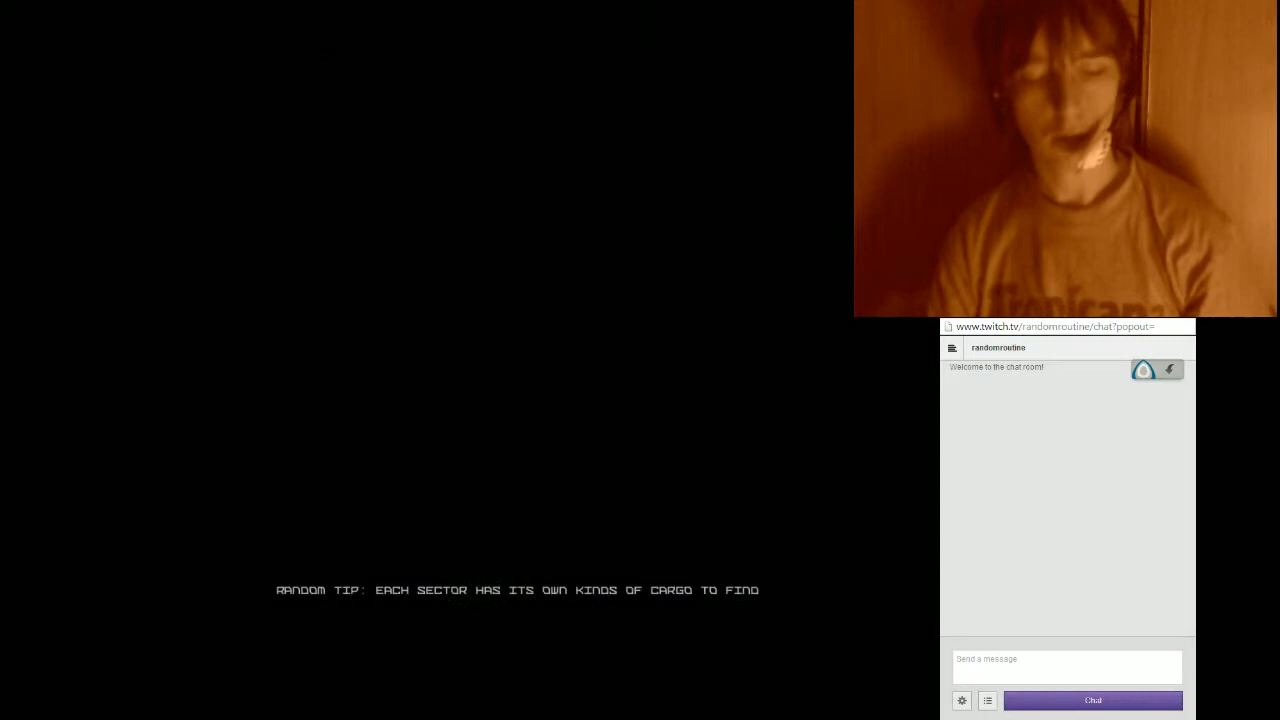 Tropicana
www.twitch.tv/randomroutine/chat?popout=
randomroutine
Welcome to the chat room!
RANDOM TIP: EACH SECTOR HAS ITS OWN KINDS OF CARGO TO FIND
Send a message
Chat